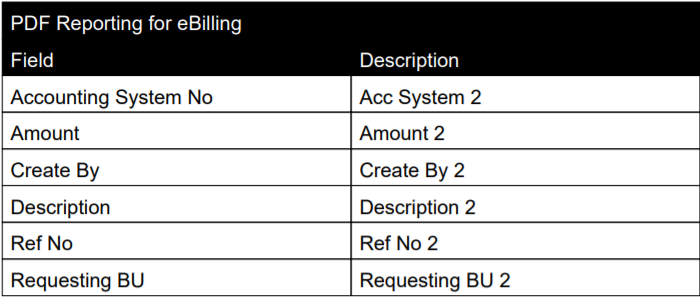 PDF Reporting for eBilling
Field Description
Accounting System No Acc System 2
Amount Amount 2
Create By Create By 2
Description Description 2
Ref No Ref No 2
Requesting BU Requesting BU 2